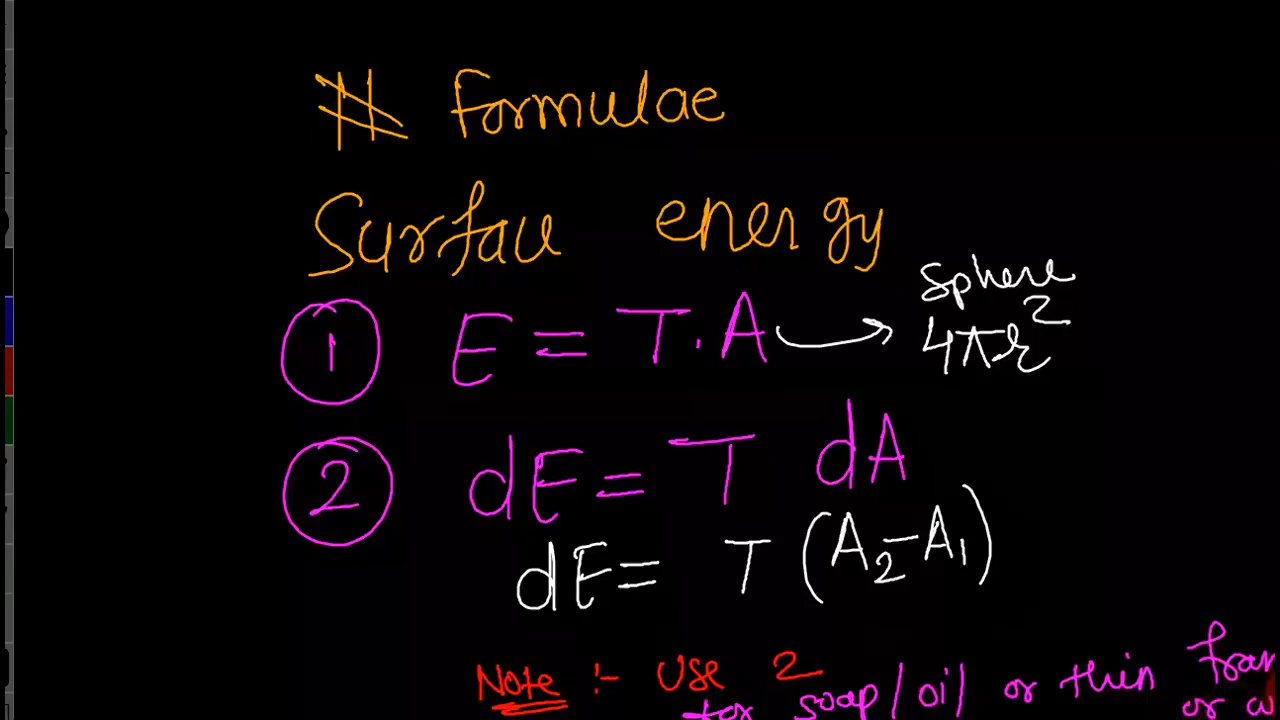 # Formulae
Surface energy
① E = T.A → sphere 4πr²
② dE = T dA
dE = T (A₂-A₁)
Note :- Use 2
for soap/oil or thin
or